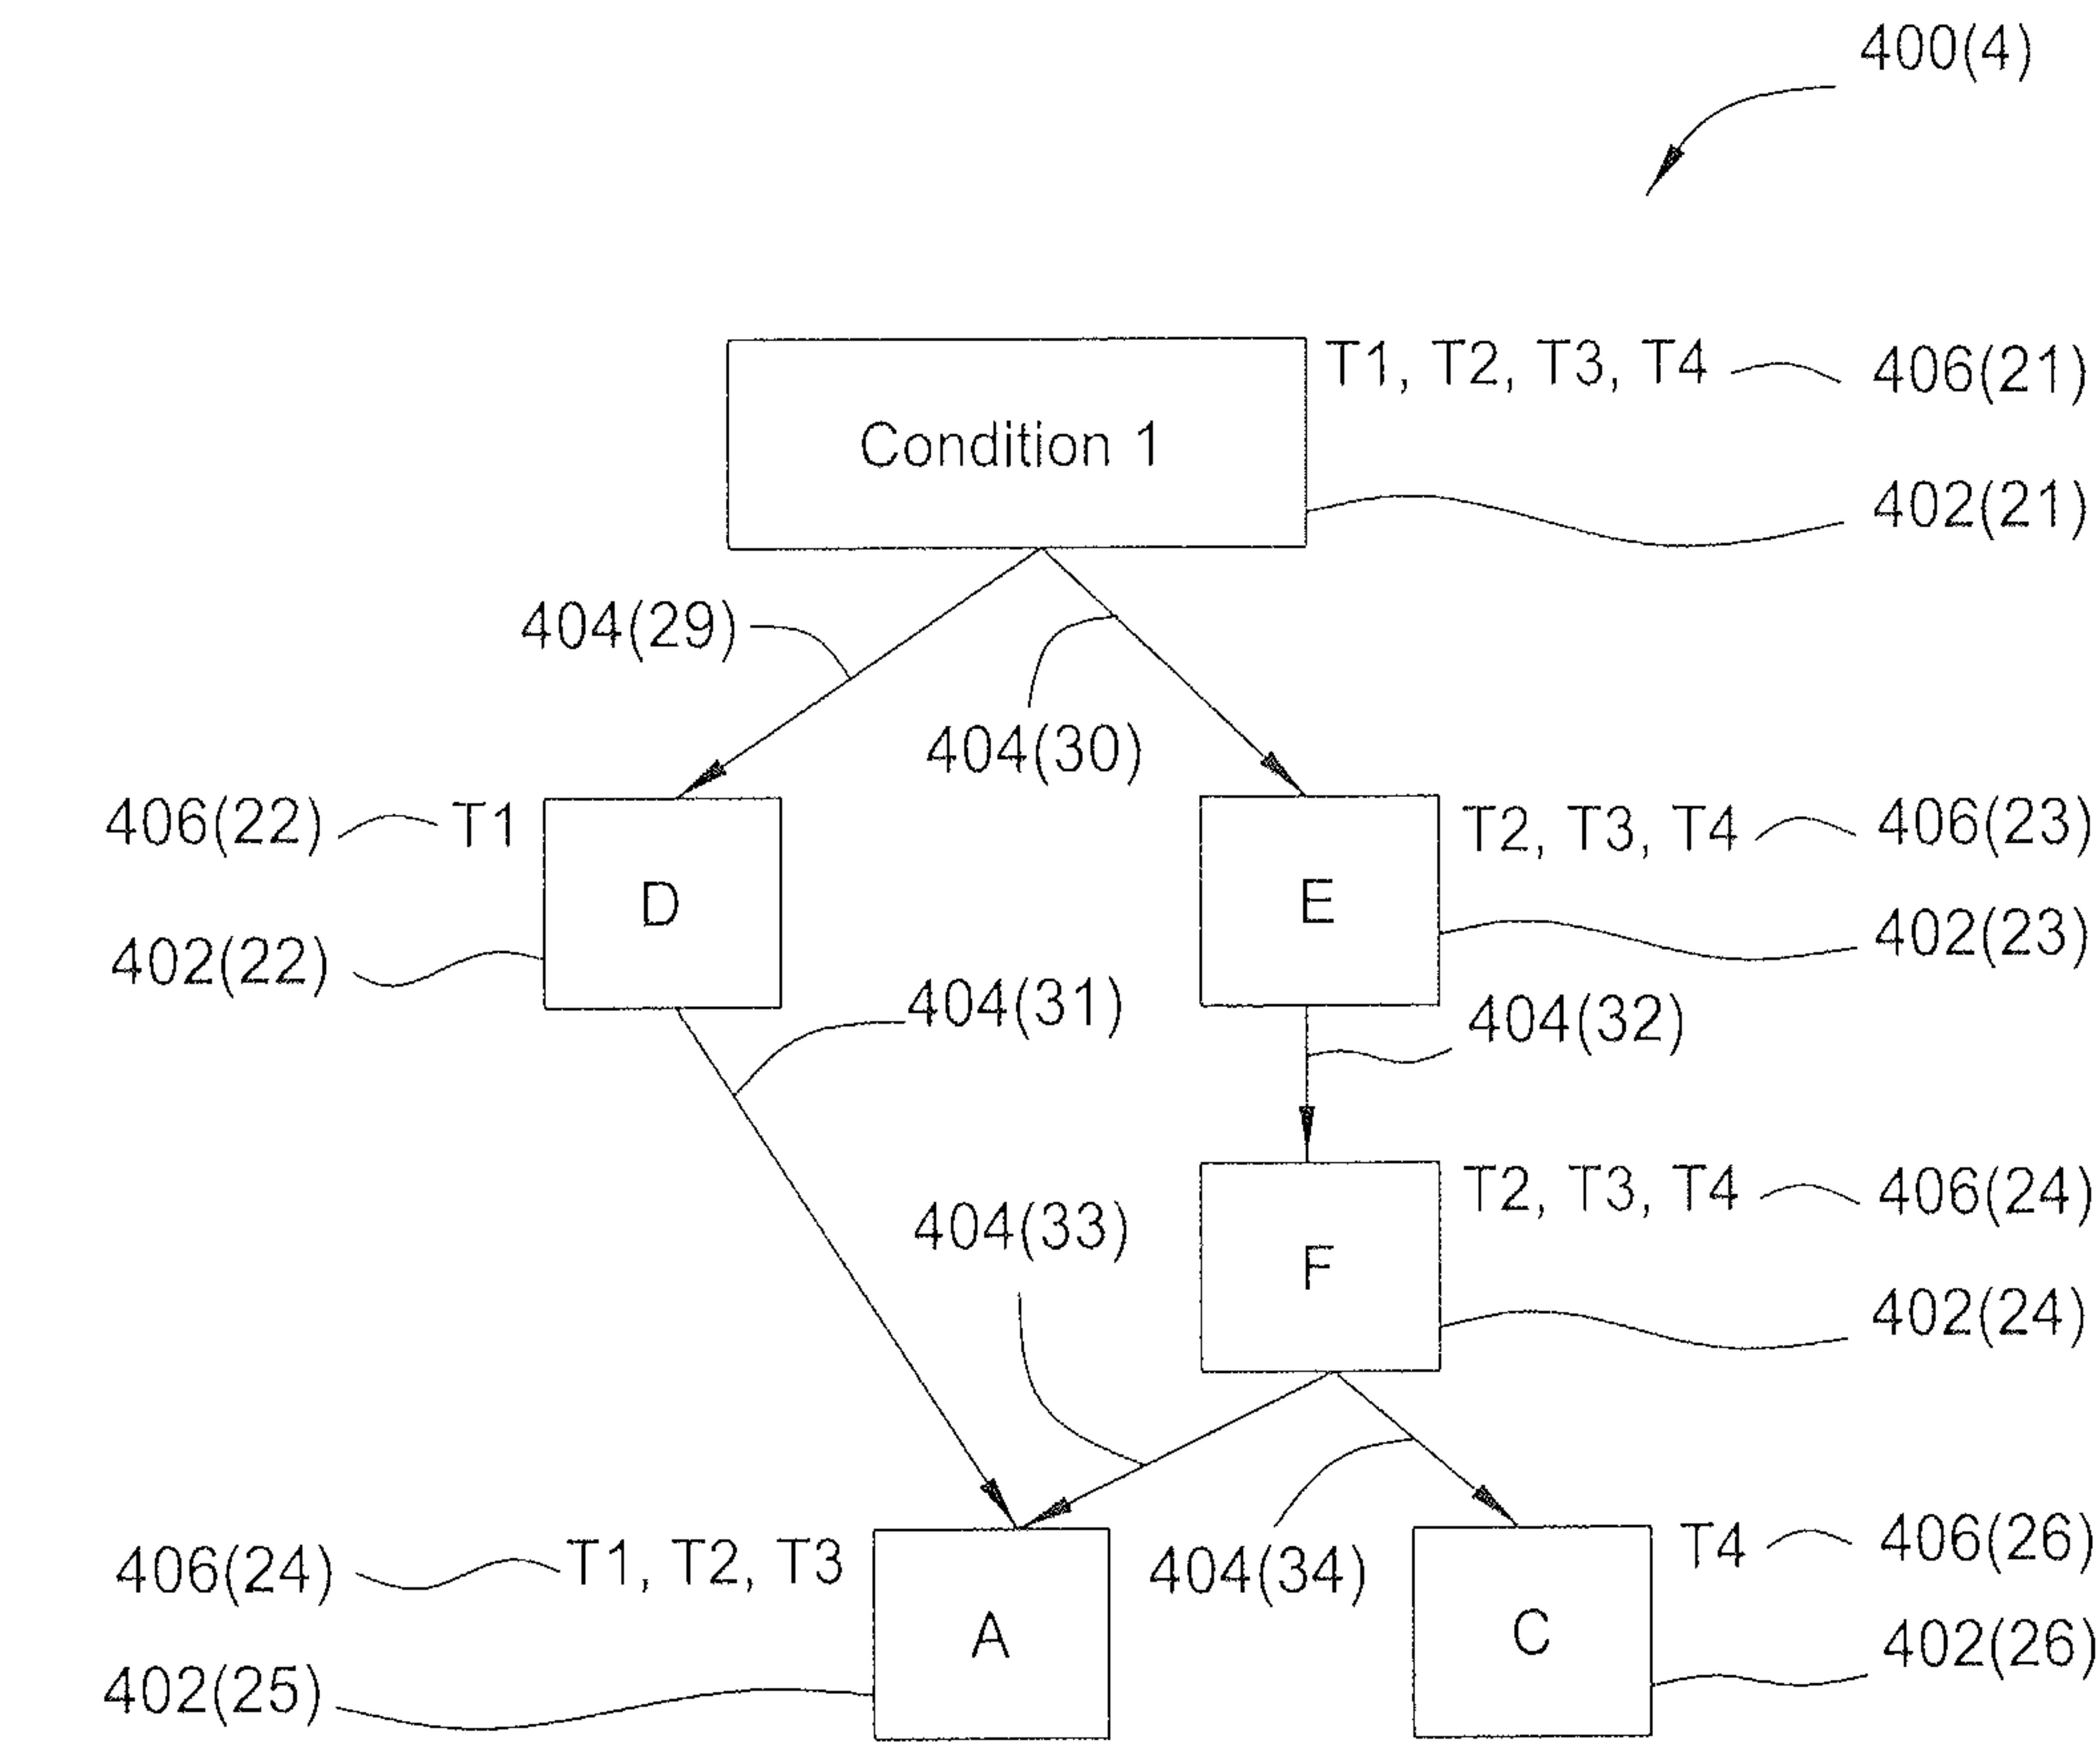 400(4)
T1, T2, T3, T4
406(21)
Condition 1
402(21)
404(29)
404(30)
406(22)
T1
D
E
T2, T3, T4
406(23)
402(22)
402(23)
404(31)
404(32)
T2, T3, T4
406(24)
404(33)
F
402(24)
406(24)
T1, T2, T3
A
404(34)
C
T4
406(26)
402(25)
402(26)